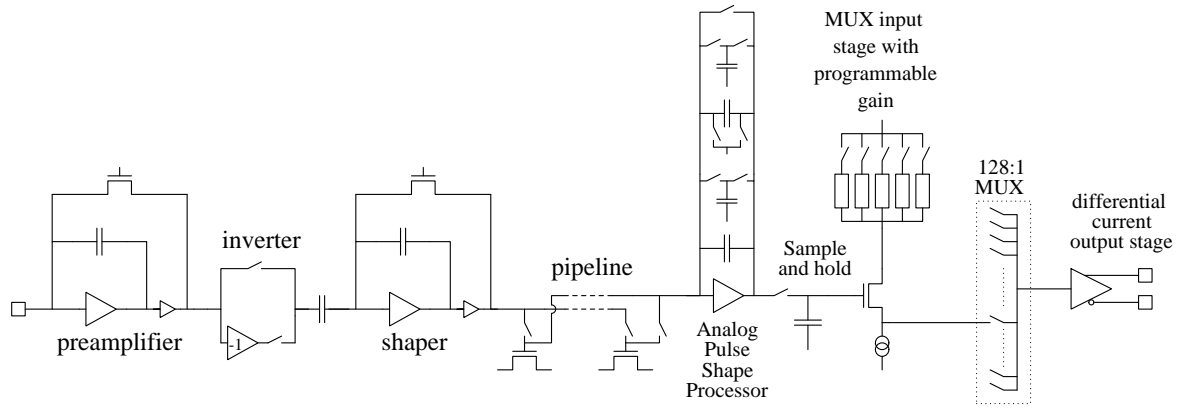 preamplifier
inverter
-1
shaper
pipeline
Analog
Pulse
Shape
Processor
Sample
and hold
MUX input
stage with
programmable
gain
128:1
MUX
differential
current
output stage